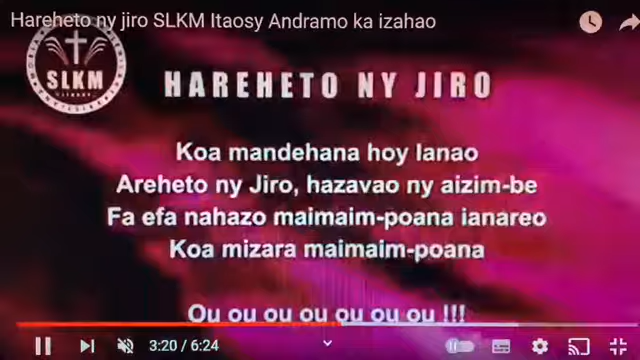 Hareheto ny jiro SLKM Itaosy Andramo ka izahao
SLKM
HAREHETO NY JIRO
Koa mandehana hoy Ianao
Areheto ny Jiro, hazavao ny aizim-be
Fa efa nahazo maimaim-poana ianareo
Koa mizara maimaim-poana
Ou ou ou ou ou ou ou !!!
3:20 / 6:24